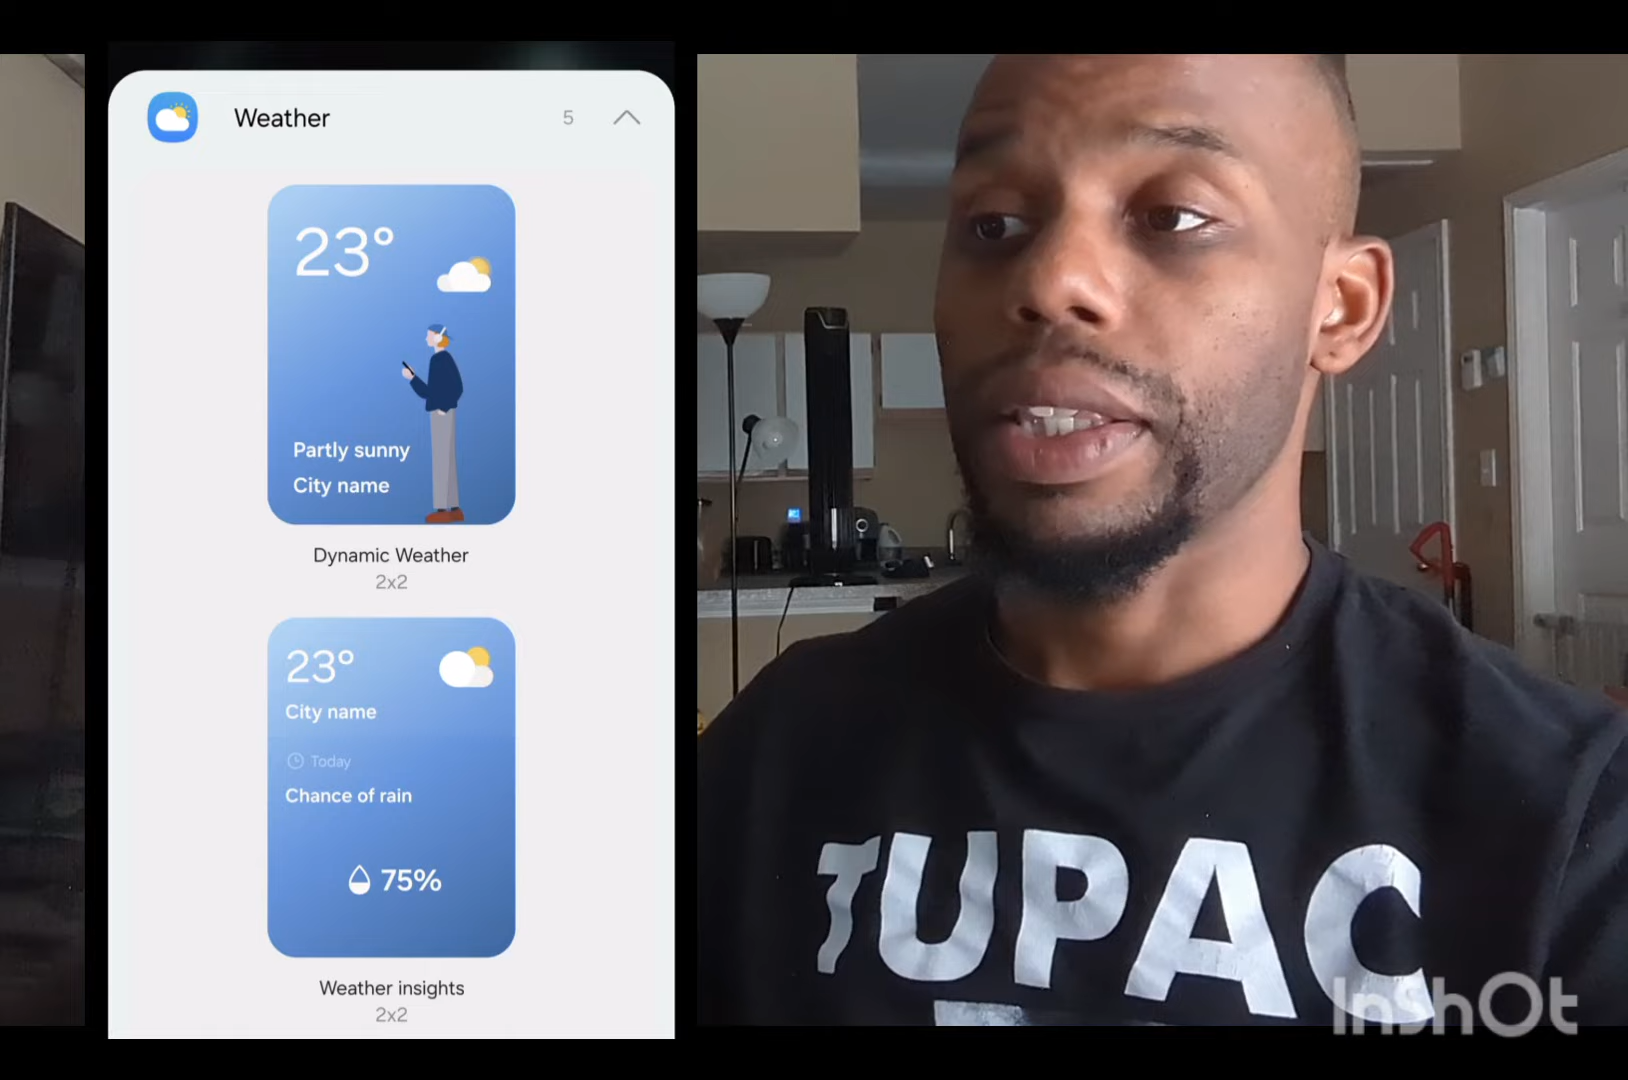 Weather
5
23°
Partly sunny
City name
Dynamic Weather
2x2
23°
City name
Today
Chance of rain
75%
Weather insights
2x2
TUPAC
InShOt